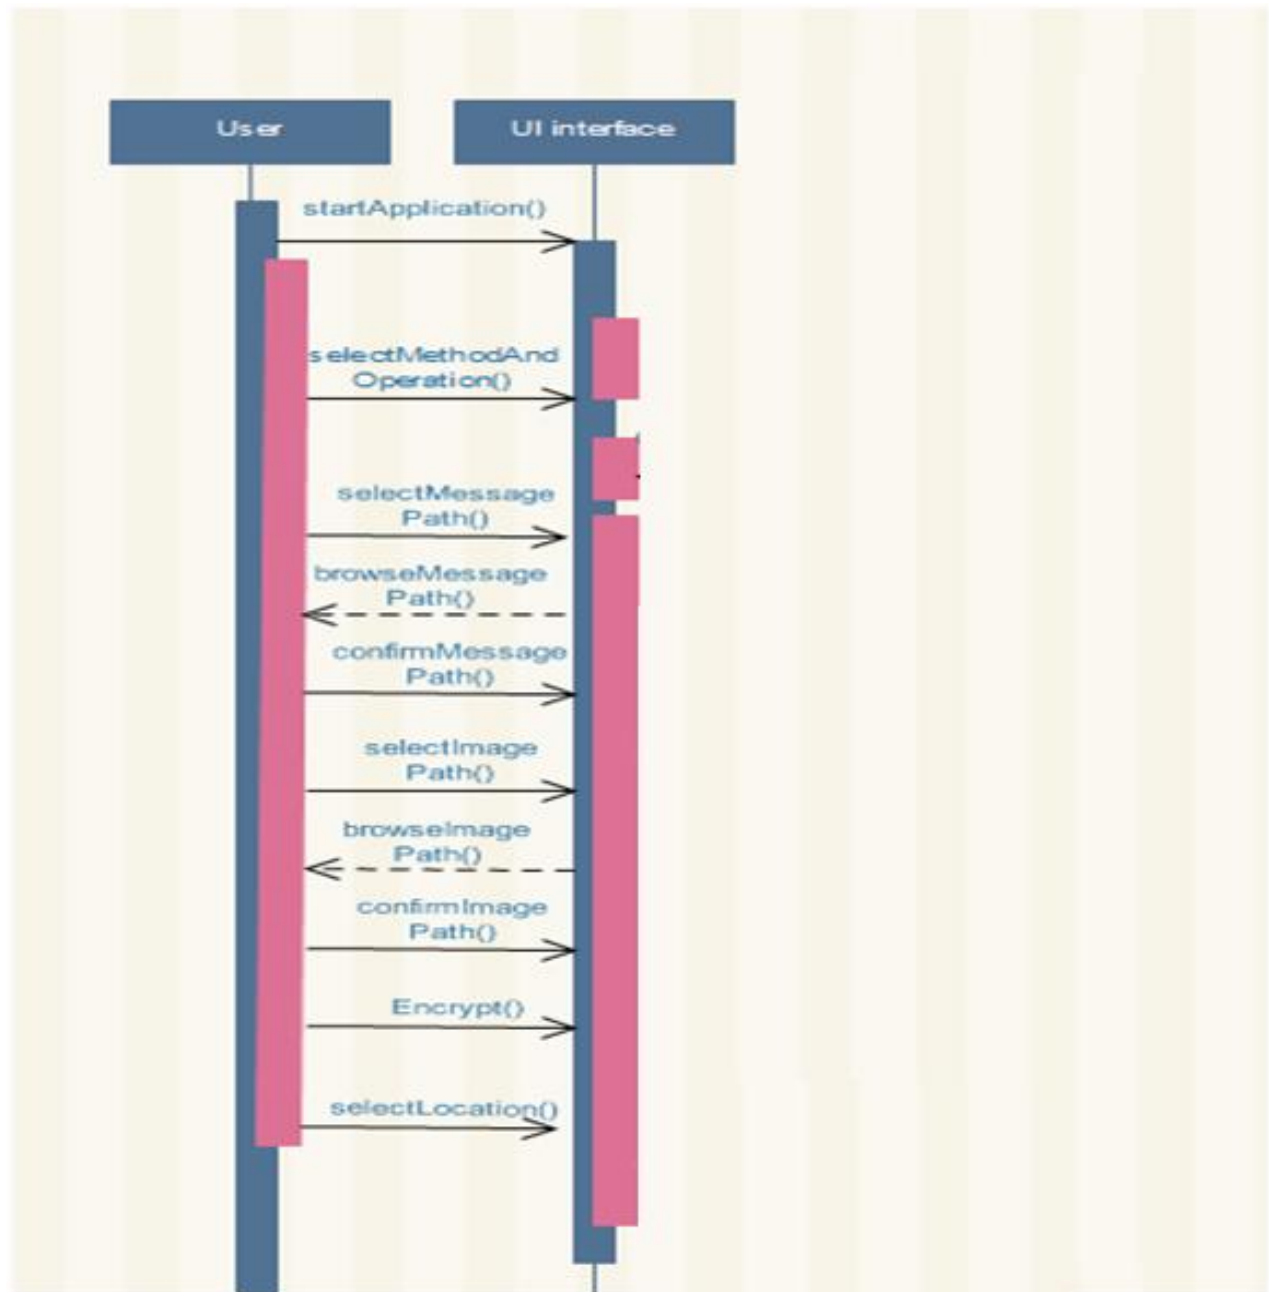 User
UI interface
startApplication()
selectMethodAnd
Operation()
selectMessage
Path()
browseMessage
Path()
confirmMessage
Path()
selectImage
Path()
browseImage
Path()
confirmImage
Path()
Encrypt()
selectLocation()